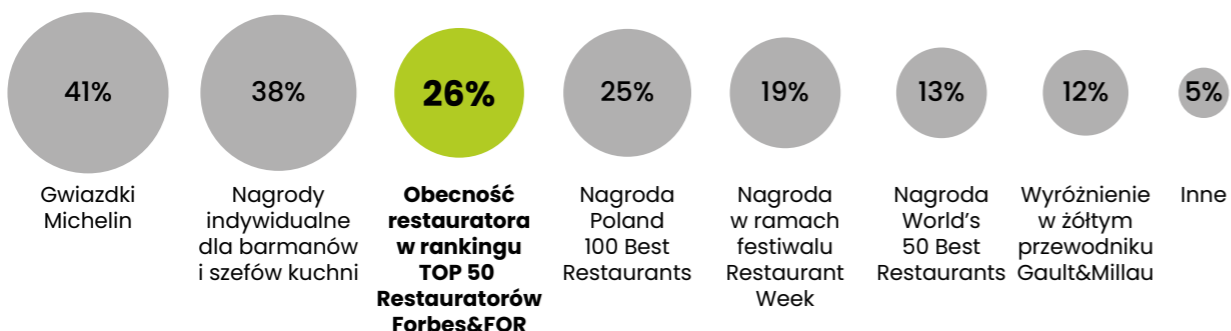 41%
38%
26%
25%
19%
13%
12%
5%
Gwiazdki
Michelin
Nagrody
indywidualne
dla barmanów
i szefów kuchni
Obecność
restauratora
w rankingu
TOP 50
Restauratorów
Forbes&FOR
Nagroda
Poland
100 Best
Restaurants
Nagroda
w ramach
festiwalu
Restaurant
Week
Nagroda
World’s
50 Best
Restaurants
Wyróżnienie
w żółtym
przewodniku
Gault&Millau
Inne